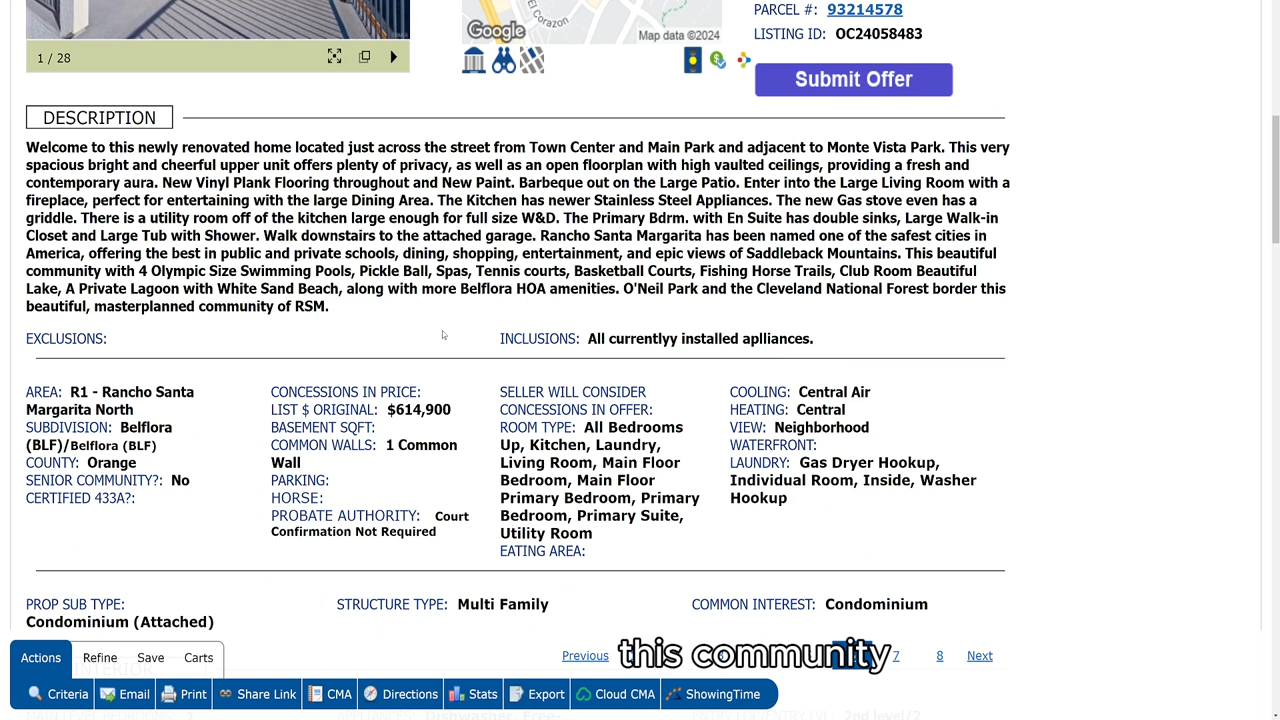 PARCEL #: 93214578
El Corazon
Google
Map data ©2024
LISTING ID: OC24058483
1 / 28
Submit Offer
DESCRIPTION
Welcome to this newly renovated home located just across the street from Town Center and Main Park and adjacent to Monte Vista Park. This very
spacious bright and cheerful upper unit offers plenty of privacy, as well as an open floorplan with high vaulted ceilings, providing a fresh and
contemporary aura. New Vinyl Plank Flooring throughout and New Paint. Barbeque out on the Large Patio. Enter into the Large Living Room with a
fireplace, perfect for entertaining with the large Dining Area. The Kitchen has newer Stainless Steel Appliances. The new Gas stove even has a
griddle. There is a utility room off of the kitchen large enough for full size W&D. The Primary Bdrm. with En Suite has double sinks, Large Walk-in
Closet and Large Tub with Shower. Walk downstairs to the attached garage. Rancho Santa Margarita has been named one of the safest cities in
America, offering the best in public and private schools, dining, shopping, entertainment, and epic views of Saddleback Mountains. This beautiful
community with 4 Olympic Size Swimming Pools, Pickle Ball, Spas, Tennis courts, Basketball Courts, Fishing Horse Trails, Club Room Beautiful
Lake, A Private Lagoon with White Sand Beach, along with more Belflora HOA amenities. O'Neil Park and the Cleveland National Forest border this
beautiful, masterplanned community of RSM.
EXCLUSIONS:
INCLUSIONS: All currentlyy installed aplliances.
AREA: R1 - Rancho Santa
Margarita North
SUBDIVISION: Belflora
(BLF)/Belflora (BLF)
COUNTY: Orange
SENIOR COMMUNITY?: No
CERTIFIED 433A?:
CONCESSIONS IN PRICE:
LIST $ ORIGINAL: $614,900
BASEMENT SQFT:
COMMON WALLS: 1 Common
Wall
PARKING:
HORSE:
PROBATE AUTHORITY: Court
Confirmation Not Required
SELLER WILL CONSIDER
CONCESSIONS IN OFFER:
ROOM TYPE: All Bedrooms
Up, Kitchen, Laundry,
Living Room, Main Floor
Bedroom, Main Floor
Primary Bedroom, Primary
Bedroom, Primary Suite,
Utility Room
EATING AREA:
COOLING: Central Air
HEATING: Central
VIEW: Neighborhood
WATERFRONT:
LAUNDRY: Gas Dryer Hookup,
Individual Room, Inside, Washer
Hookup
PROP SUB TYPE:
Condominium (Attached)
STRUCTURE TYPE: Multi Family
COMMON INTEREST: Condominium
Actions Refine Save Carts
Previous
7 8 Next
this community
INTERIOR
Criteria Email Print Share Link CMA Directions Stats Export Cloud CMA ShowingTime